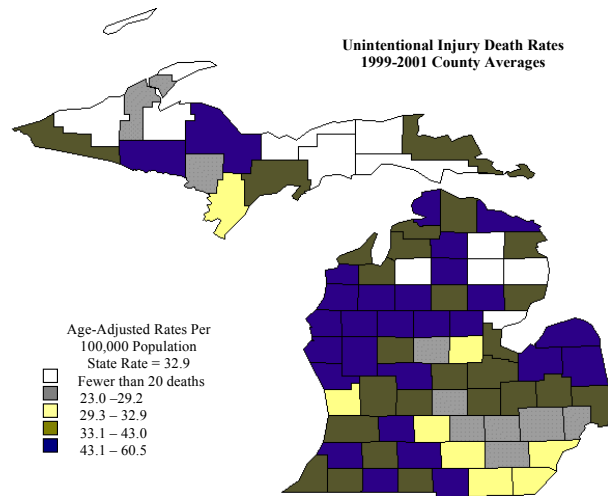 Unintentional Injury Death Rates
1999-2001 County Averages
Age-Adjusted Rates Per
100,000 Population
State Rate = 32.9
Fewer than 20 deaths
23.0 –29.2
29.3 – 32.9
33.1 – 43.0
43.1 – 60.5